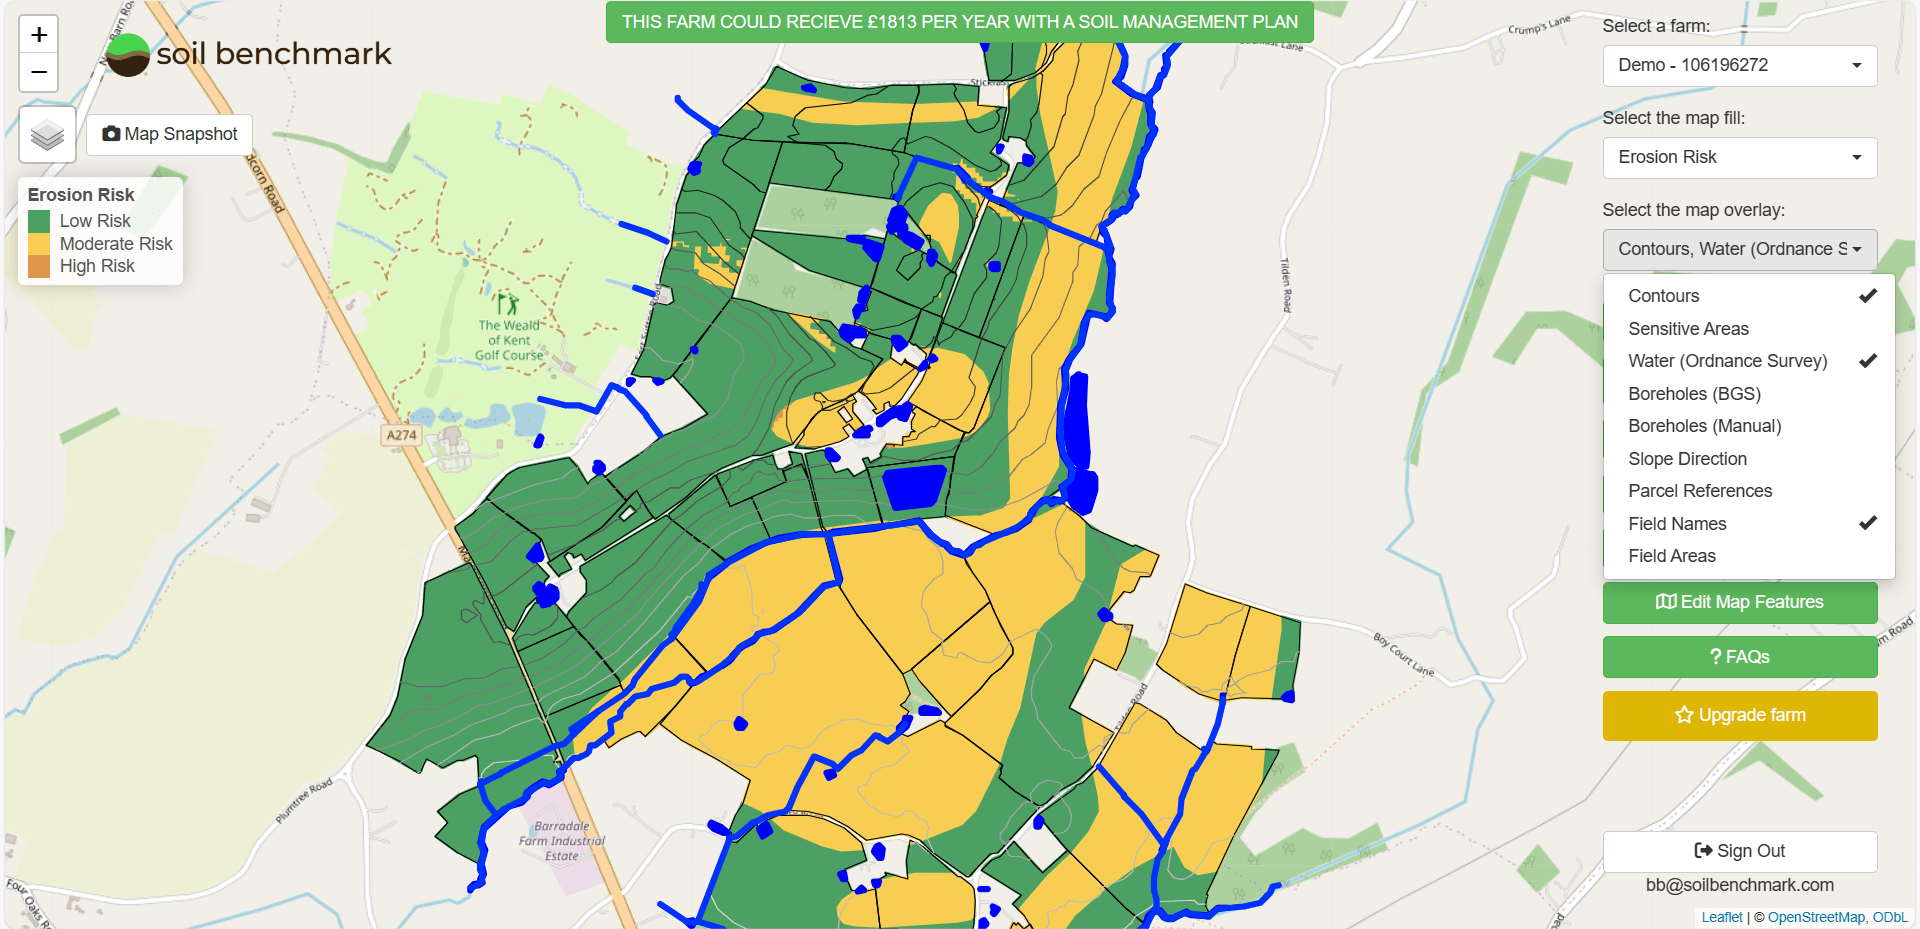 THIS FARM COULD RECIEVE £1813 PER YEAR WITH A SOIL MANAGEMENT PLAN
+
−
soil benchmark
Map Snapshot
Erosion Risk
Low Risk
Moderate Risk
High Risk
The Weald
of Kent
Golf Course
A274
Plumtree Road
Barradale
Farm Industrial
Estate
Four Oaks
Tilden Road
Tilden Road
Boy Court Lane
Crump's Lane
Lane
Select a farm:
Demo - 106196272
Select the map fill:
Erosion Risk
Select the map overlay:
Contours, Water (Ordnance S
Contours
Sensitive Areas
Water (Ordnance Survey)
Boreholes (BGS)
Boreholes (Manual)
Slope Direction
Parcel References
Field Names
Field Areas
Edit Map Features
? FAQs
Upgrade farm
Sign Out
bb@soilbenchmark.com
Leaflet | © OpenStreetMap, ODbL